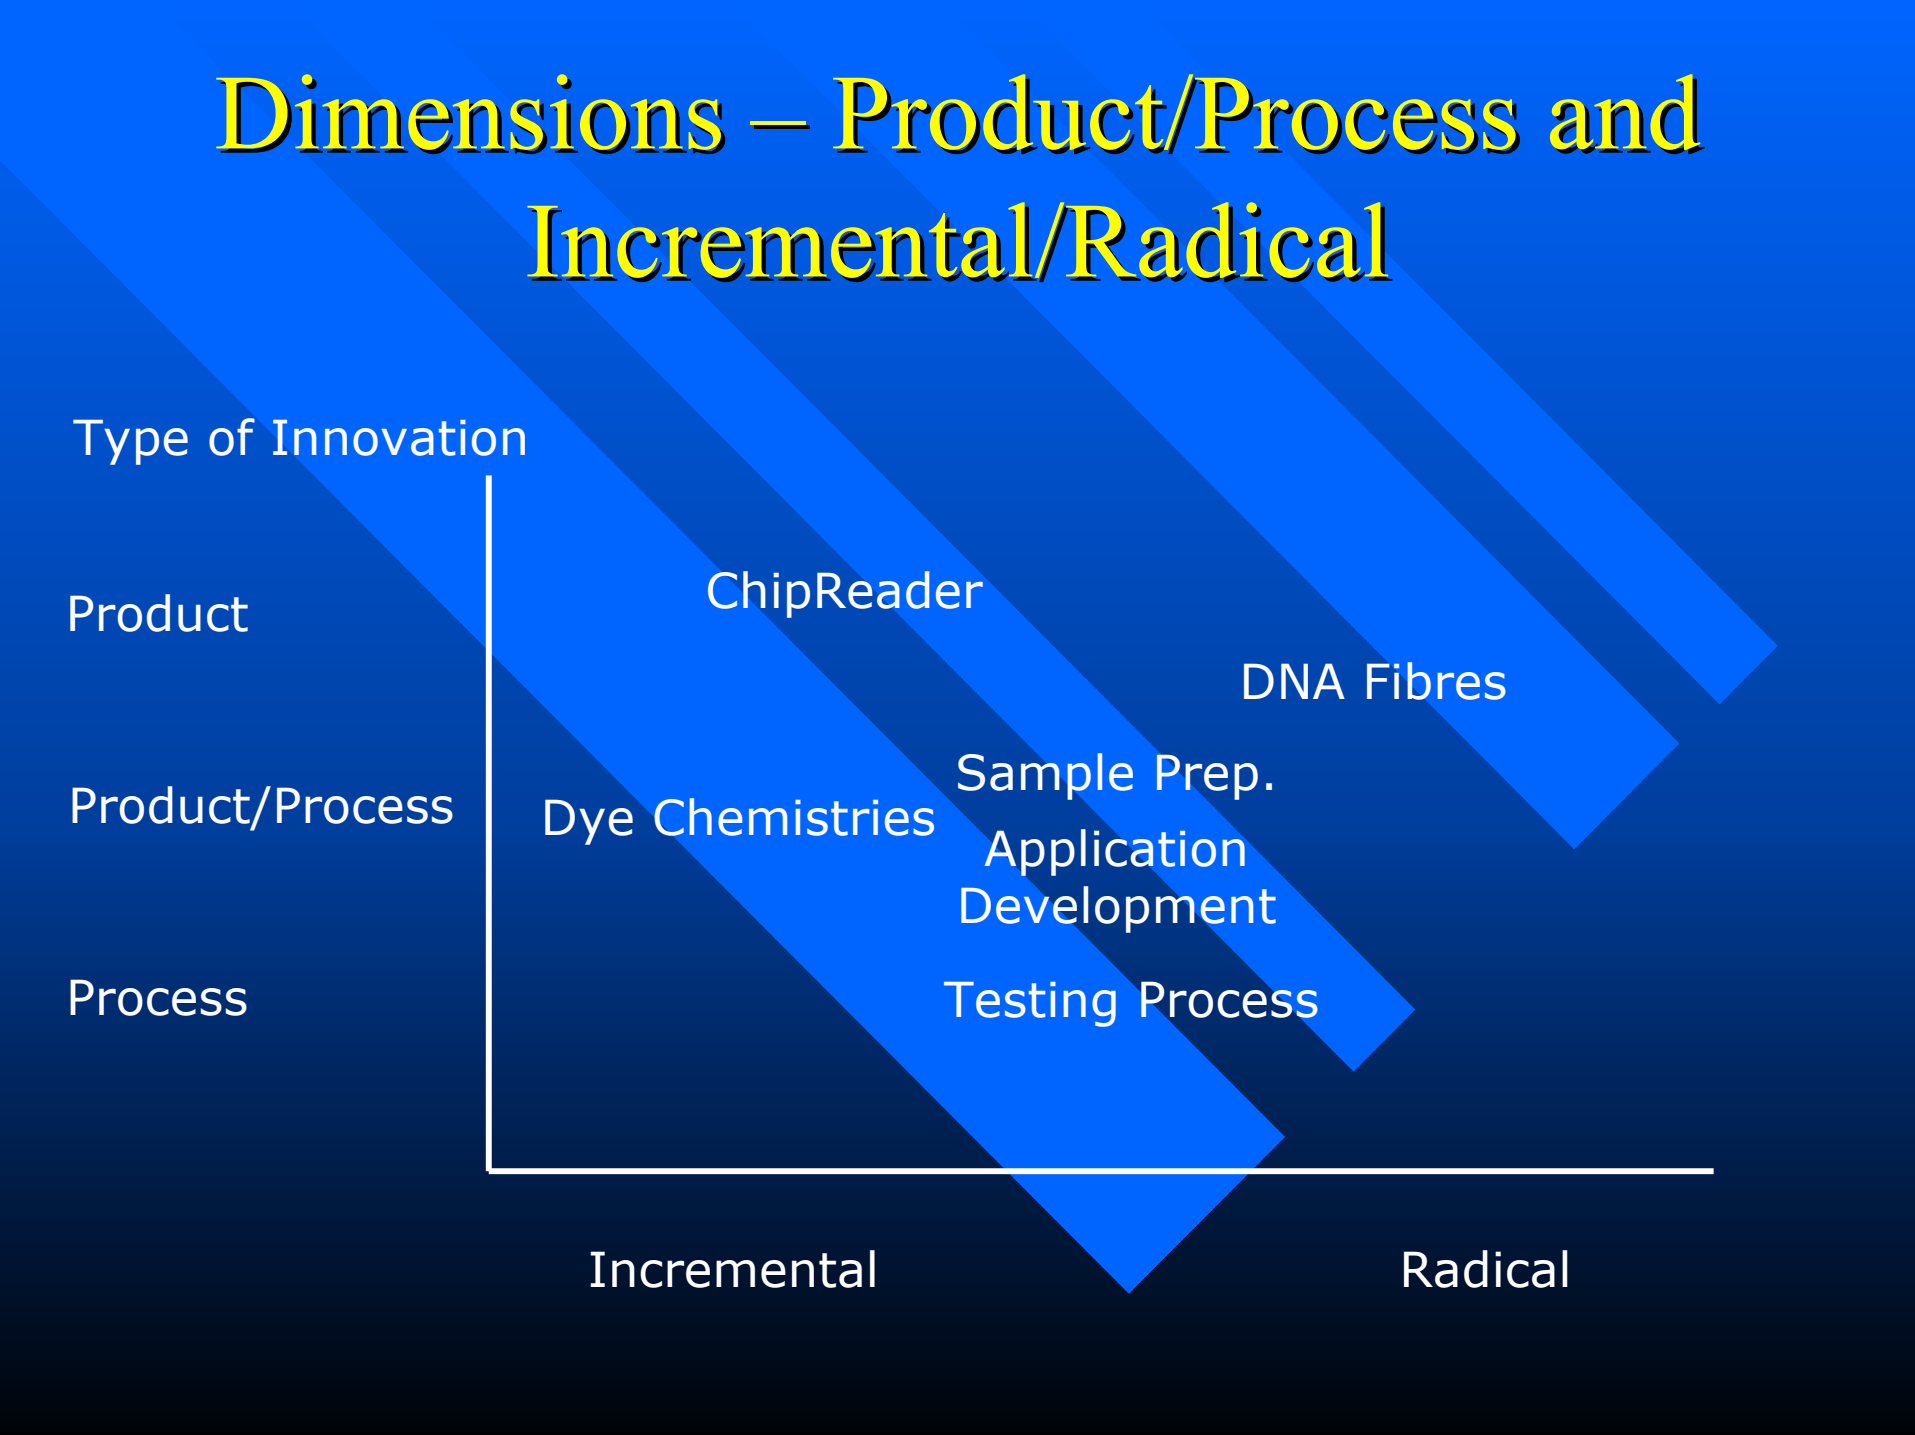 Dimensions – Product/Process and
Incremental/Radical
Type of Innovation
ChipReader
Product
DNA Fibres
Sample Prep.
Product/Process
Dye Chemistries
Application
Development
Process
Testing Process
Incremental
Radical